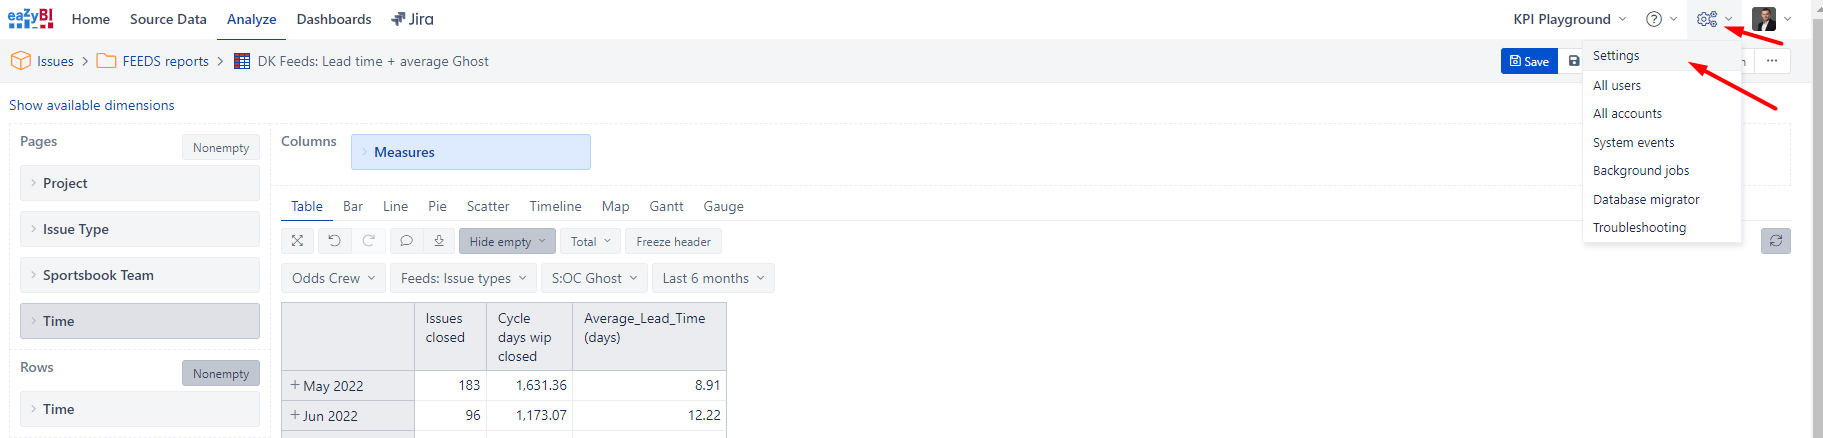 eazyBI Home Source Data Analyze Dashboards Jira KPI Playground
Issues FEEDS reports DK Feeds: Lead time + average Ghost Save
Settings
All users
All accounts
System events
Background jobs
Database migrator
Troubleshooting
Show available dimensions
Pages Nonempty
Project
Issue Type
Sportsbook Team
Time
Rows Nonempty
Time
Columns Measures
Table Bar Line Pie Scatter Timeline Map Gantt Gauge
Hide empty Total Freeze header
Odds Crew Feeds: Issue types S:OC Ghost Last 6 months
Issues closed Cycle days wip closed Average_Lead_Time (days)
+ May 2022 183 1,631.36 8.91
+ Jun 2022 96 1,173.07 12.22